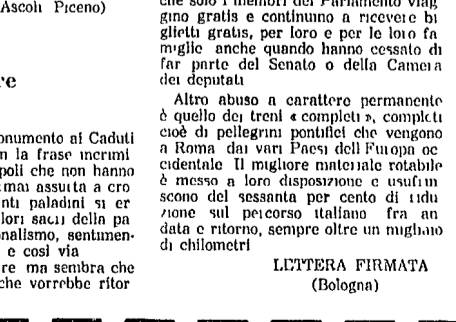 Ascoli Piceno)
re
onumento ai Caduti
n la frase incrimi
poli che non hanno
mai assurta a cro
nti paladini si er
lori sacri della pa
onalismo, sentimen-
e così via
re ma sembra che
che vorrebbe ritor
che solo i membri del Parlamento viag
gino gratis e continuino a ricevere bi
glietti gratis, per loro e per le loro fa
miglie anche quando hanno cessato di
far parte del Senato o della Camera
dei deputati
Altro abuso a carattere permanente
è quello dei treni « completi », completi
cioè di pellegrini pontifici che vengono
a Roma dai vari Paesi dell Europa oc
cidentale Il migliore materiale rotabile
è messo a loro disposizione e usufrui
scono del sessanta per cento di ridu
zione sul percorso italiano fra an
data e ritorno, sempre oltre un migliaio
di chilometri
LETTERA FIRMATA
(Bologna)